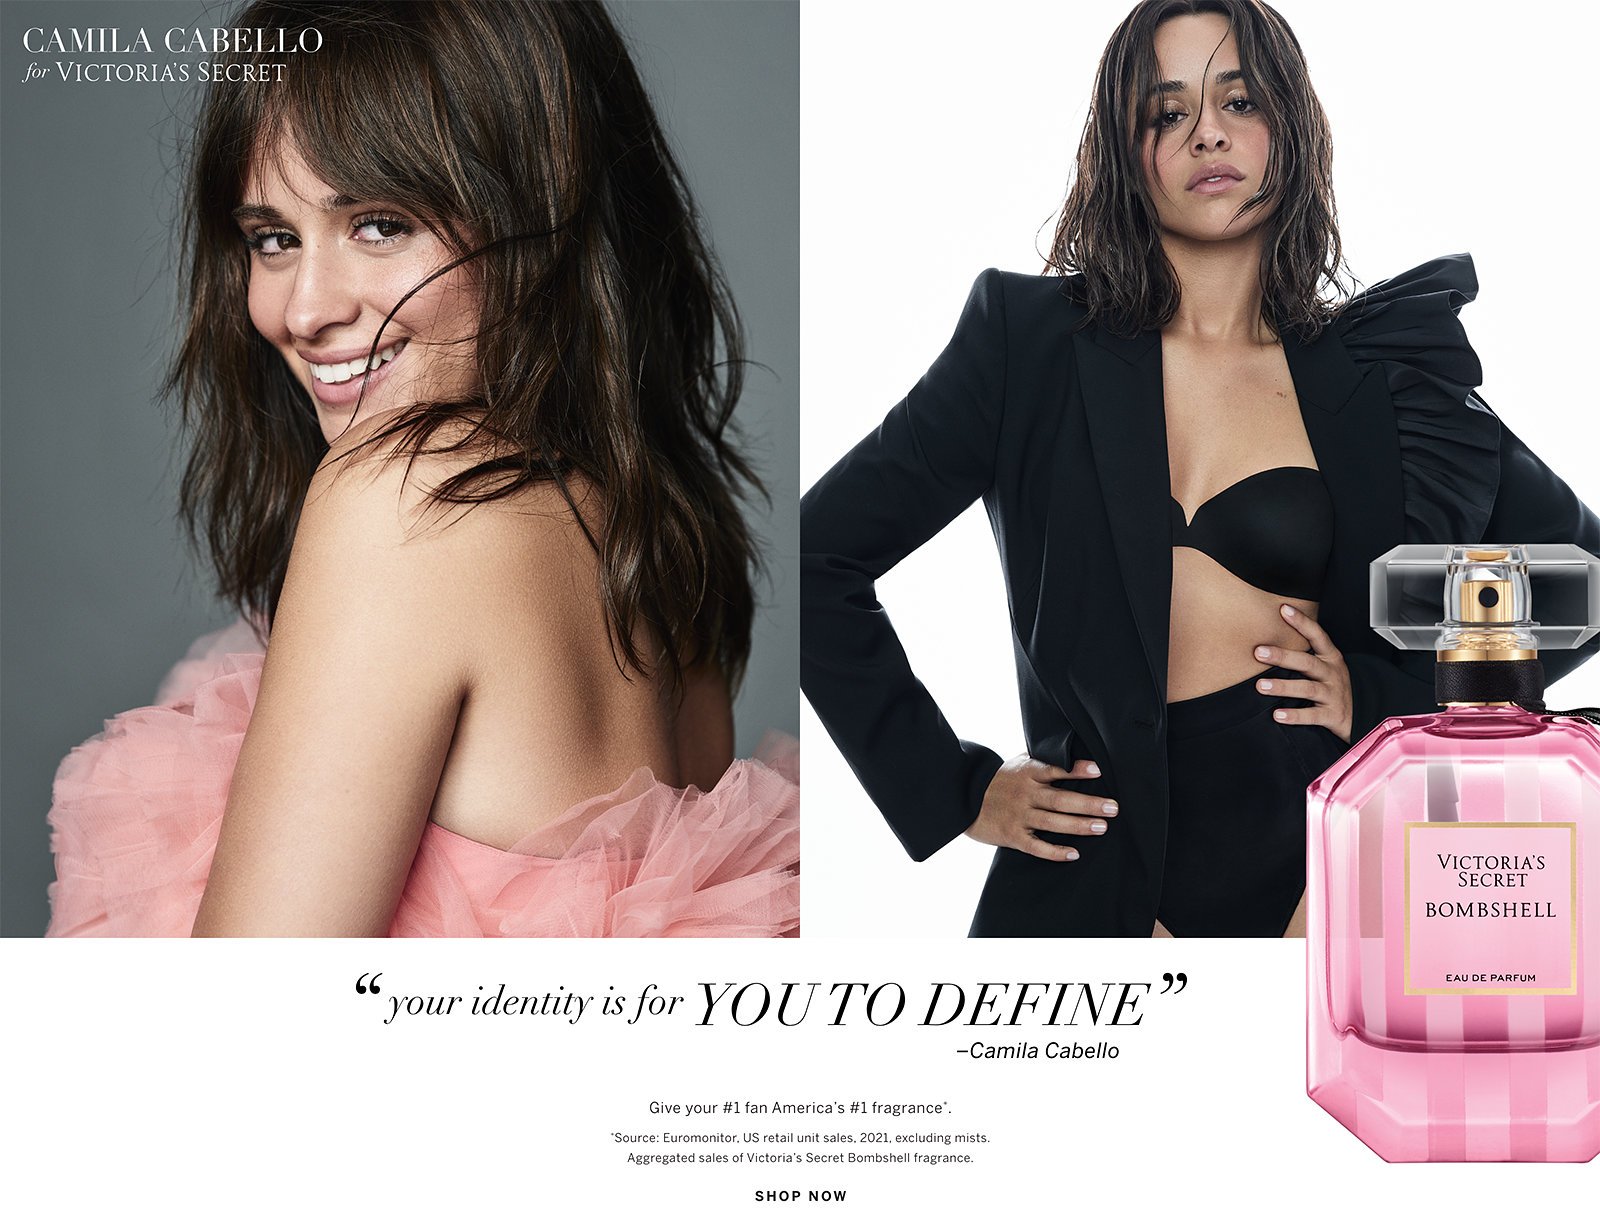 CAMILA CABELLO
for VICTORIA'S SECRET
VICTORIA'S
SECRET
BOMBSHELL
EAU DE PARFUM
“your identity is for YOU TO DEFINE”
–Camila Cabello
Give your #1 fan America's #1 fragrance*.
*Source: Euromonitor, US retail unit sales, 2021, excluding mists.
Aggregated sales of Victoria's Secret Bombshell fragrance.
SHOP NOW